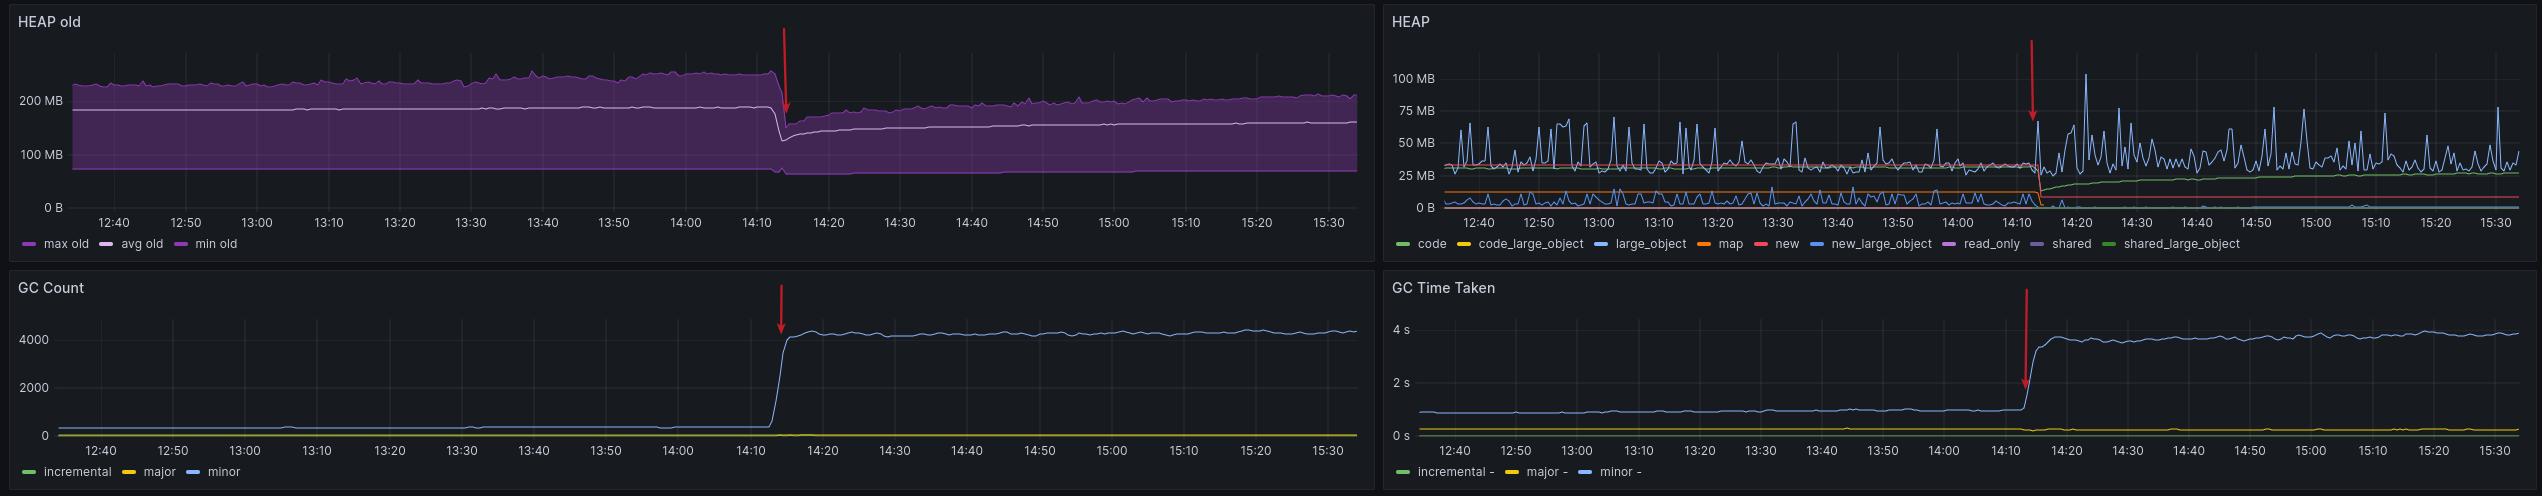 HEAP old
200 MB
100 MB
0 B
12:40 12:50 13:00 13:10 13:20 13:30 13:40 13:50 14:00 14:10 14:20 14:30 14:40 14:50 15:00 15:10 15:20 15:30
max old avg old min old
HEAP
100 MB
75 MB
50 MB
25 MB
0 B
12:40 12:50 13:00 13:10 13:20 13:30 13:40 13:50 14:00 14:10 14:20 14:30 14:40 14:50 15:00 15:10 15:20 15:30
code code_large_object large_object map new new_large_object read_only shared shared_large_object
GC Count
4000
2000
0
12:40 12:50 13:00 13:10 13:20 13:30 13:40 13:50 14:00 14:10 14:20 14:30 14:40 14:50 15:00 15:10 15:20 15:30
incremental major minor
GC Time Taken
4 s
2 s
0 s
12:40 12:50 13:00 13:10 13:20 13:30 13:40 13:50 14:00 14:10 14:20 14:30 14:40 14:50 15:00 15:10 15:20 15:30
incremental - major - minor -